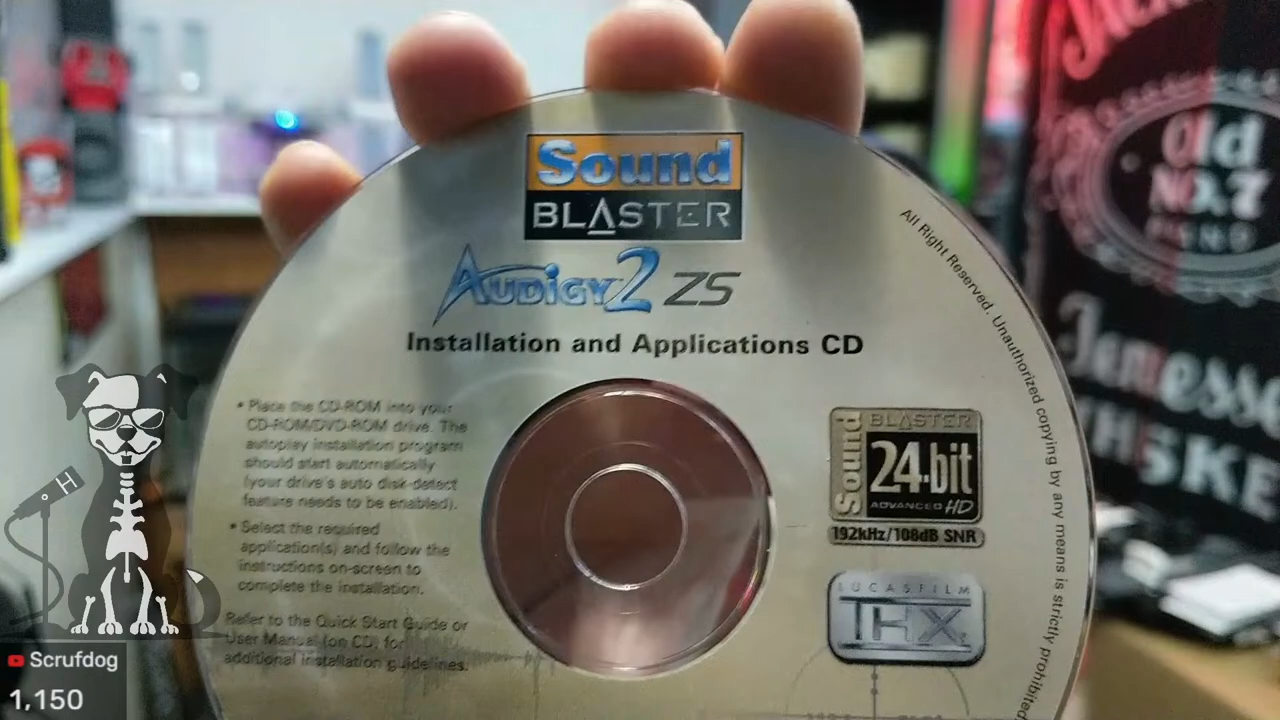 Sound
BLASTER
AUDIGY 2 ZS
Installation and Applications CD
• Place the CD-ROM into your
CD-ROM/DVD-ROM drive. The
autoplay installation program
should start automatically
(your drive's auto disk-detect
feature needs to be enabled).
• Select the required
application(s) and follow the
instructions on-screen to
complete the installation.
Refer to the Quick Start Guide or
User Manual (on CD) for
additional installation guidelines.
Sound
BLASTER
24-bit
ADVANCED HD
192kHz/108dB SNR
LUCASFILM
THX
All Right Reserved. Unauthorized copying by any means is strictly prohibited
Old
No.7
H
Scrufdog
1,150